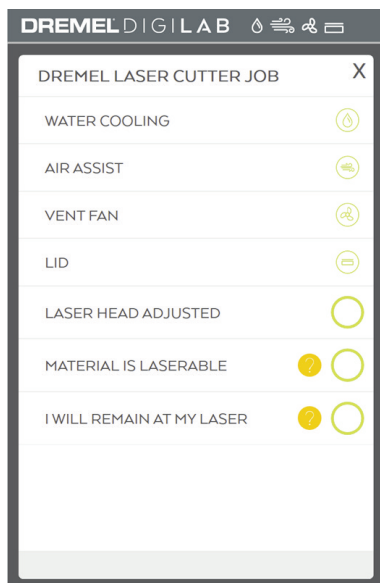 DREMEL DIGILAB
DREMEL LASER CUTTER JOB X
WATER COOLING
AIR ASSIST
VENT FAN
LID
LASER HEAD ADJUSTED
MATERIAL IS LASERABLE ?
I WILL REMAIN AT MY LASER ?